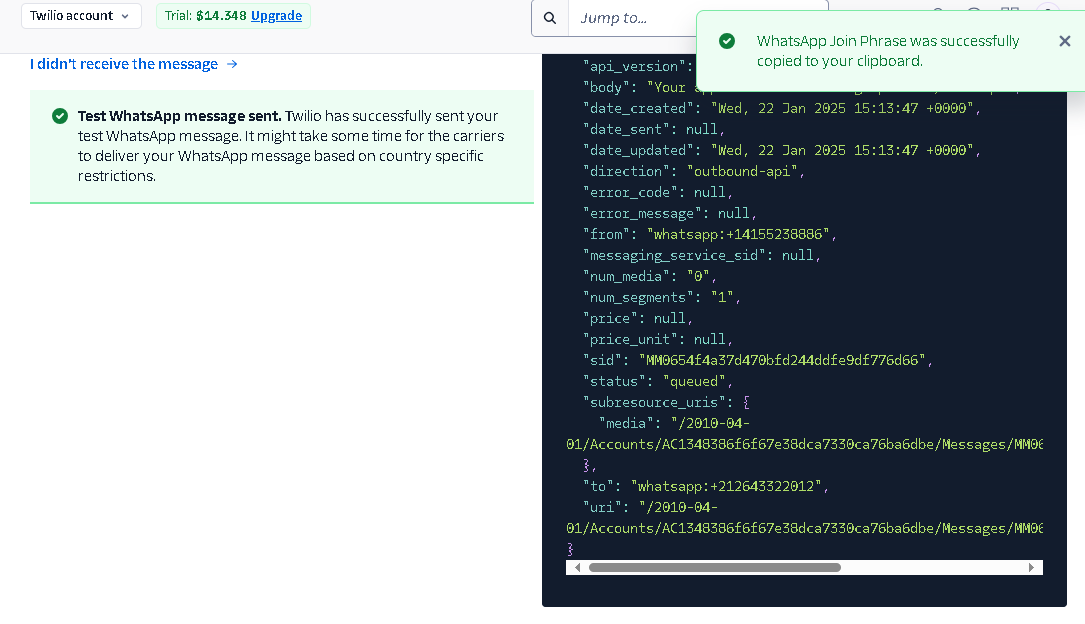 Twilio account
Trial: $14.348 Upgrade
Jump to...
WhatsApp Join Phrase was successfully
copied to your clipboard.
I didn't receive the message →
Test WhatsApp message sent. Twilio has successfully sent your
test WhatsApp message. It might take some time for the carriers
to deliver your WhatsApp message based on country specific
restrictions.
"api_version":
"body": "Your
"date_created": "Wed, 22 Jan 2025 15:13:47 +0000",
"date_sent": null,
"date_updated": "Wed, 22 Jan 2025 15:13:47 +0000",
"direction": "outbound-api",
"error_code": null,
"error_message": null,
"from": "whatsapp:+14155238886",
"messaging_service_sid": null,
"num_media": "0",
"num_segments": "1",
"price": null,
"price_unit": null,
"sid": "MM0654f4a37d470bfd244ddfe9df776d66",
"status": "queued",
"subresource_uris": {
"media": "/2010-04-
01/Accounts/AC1348386f6f67e38dca7330ca76ba6dbe/Messages/MM06
},
"to": "whatsapp:+212643322012",
"uri": "/2010-04-
01/Accounts/AC1348386f6f67e38dca7330ca76ba6dbe/Messages/MM06
}